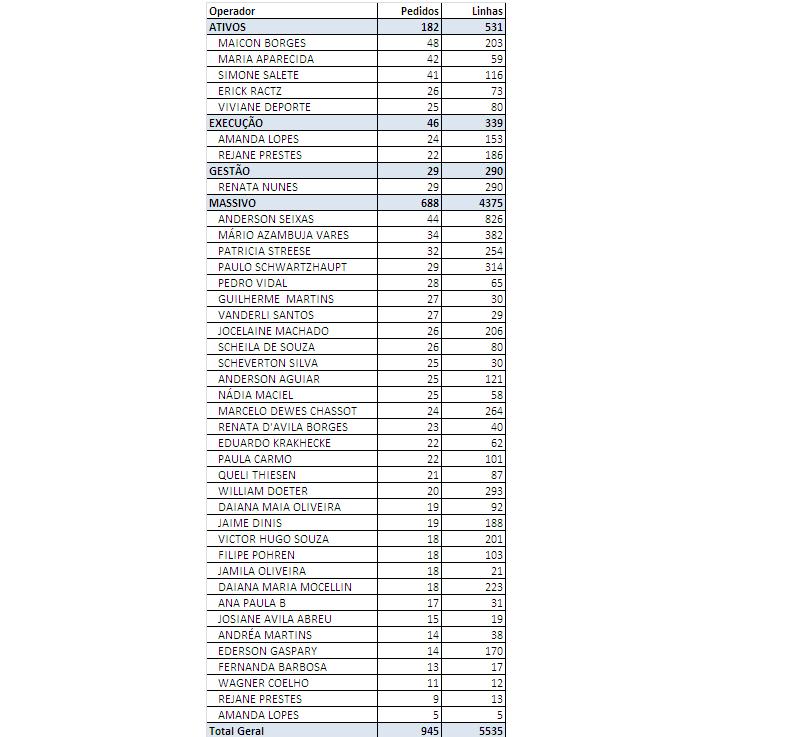 Operador Pedidos Linhas
ATIVOS 182 531
MAICON BORGES 48 203
MARIA APARECIDA 42 59
SIMONE SALETE 41 116
ERICK RACTZ 26 73
VIVIANE DEPORTE 25 80
EXECUÇÃO 46 339
AMANDA LOPES 24 153
REJANE PRESTES 22 186
GESTÃO 29 290
RENATA NUNES 29 290
MASSIVO 688 4375
ANDERSON SEIXAS 44 826
MÁRIO AZAMBUJA VARES 34 382
PATRICIA STREESE 32 254
PAULO SCHWARTZHAUPT 29 314
PEDRO VIDAL 28 65
GUILHERME MARTINS 27 30
VANDERLI SANTOS 27 29
JOCELAINE MACHADO 26 206
SCHEILA DE SOUZA 26 80
SCHEVERTON SILVA 25 30
ANDERSON AGUIAR 25 121
NÁDIA MACIEL 25 58
MARCELO DEWES CHASSOT 24 264
RENATA D'AVILA BORGES 23 40
EDUARDO KRAKHECKE 22 62
PAULA CARMO 22 101
QUELI THIESEN 21 87
WILLIAM DOETER 20 293
DAIANA MAIA OLIVEIRA 19 92
JAIME DINIS 19 188
VICTOR HUGO SOUZA 18 201
FILIPE POHREN 18 103
JAMILA OLIVEIRA 18 21
DAIANA MARIA MOCELLIN 18 223
ANA PAULA B 17 31
JOSIANE AVILA ABREU 15 19
ANDRÉA MARTINS 14 38
EDERSON GASPARY 14 170
FERNANDA BARBOSA 13 17
WAGNER COELHO 11 12
REJANE PRESTES 9 13
AMANDA LOPES 5 5
Total Geral 945 5535